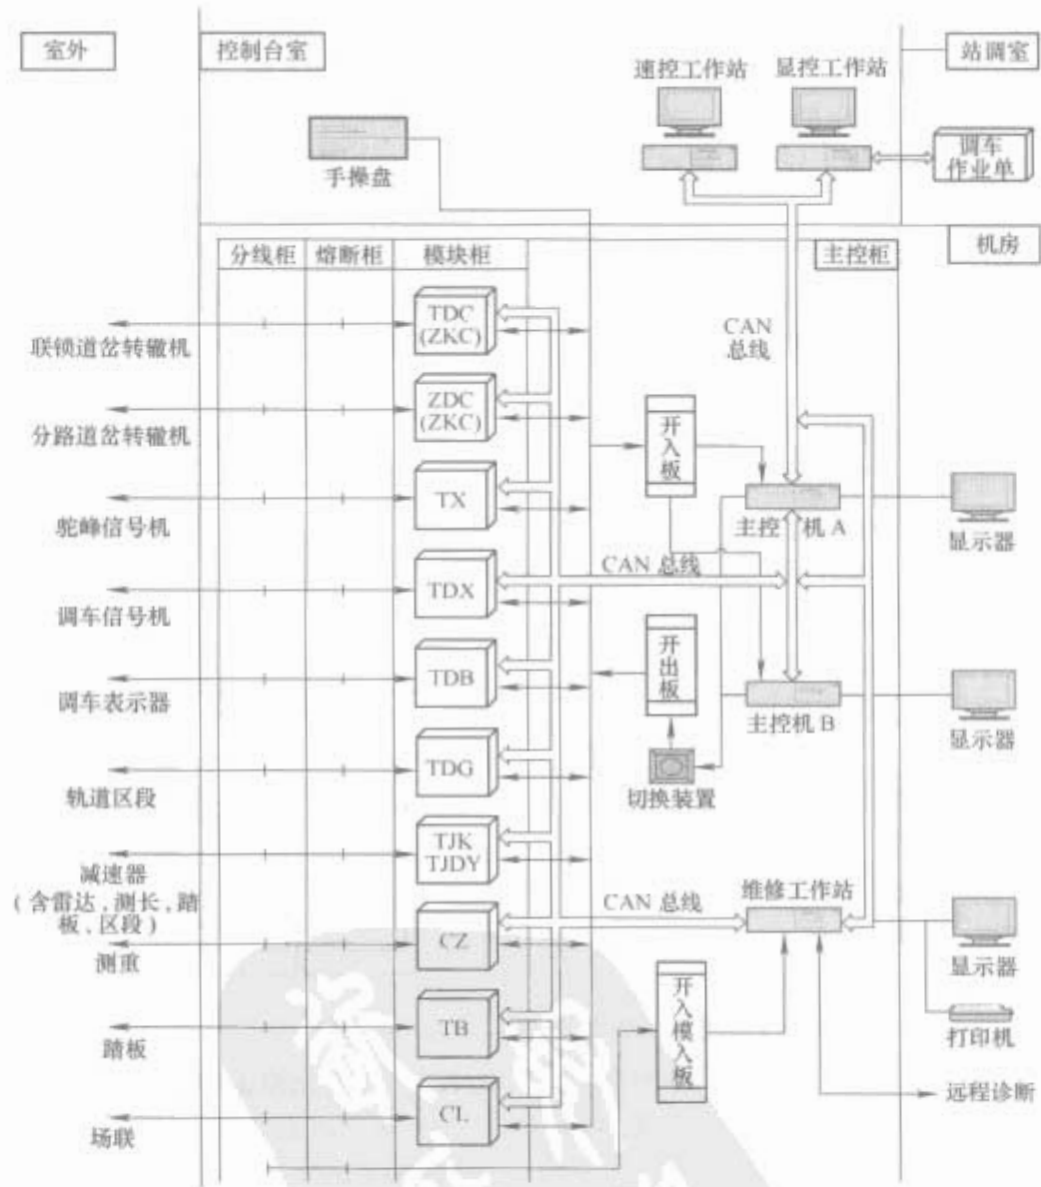 室外
控制台室
速控工作站
显控工作站
站调室
手操盘
调车
作业单
分线柜
熔断柜
模块柜
主控柜
机房
TDC
(ZKC)
联锁道岔转辙机
CAN
总线
ZDC
(ZKC)
分路道岔转辙机
开入板
TX
驼峰信号机
主控机 A
显示器
CAN 总线
TDX
调车信号机
开出板
TDB
调车表示器
主控机 B
显示器
TDG
轨道区段
切换装置
TJK
TJDY
减速器
(含雷达,测长,踏
板、区段)
维修工作站
CAN 总线
CZ
测重
显示器
开入模入板
TB
踏板
打印机
CL
场联
远程诊断